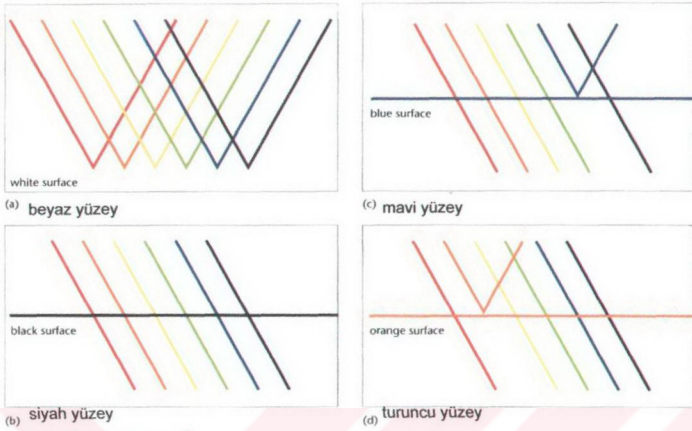 white surface
(a) beyaz yüzey
black surface
(b) siyah yüzey
blue surface
(c) mavi yüzey
orange surface
(d) turuncu yüzey